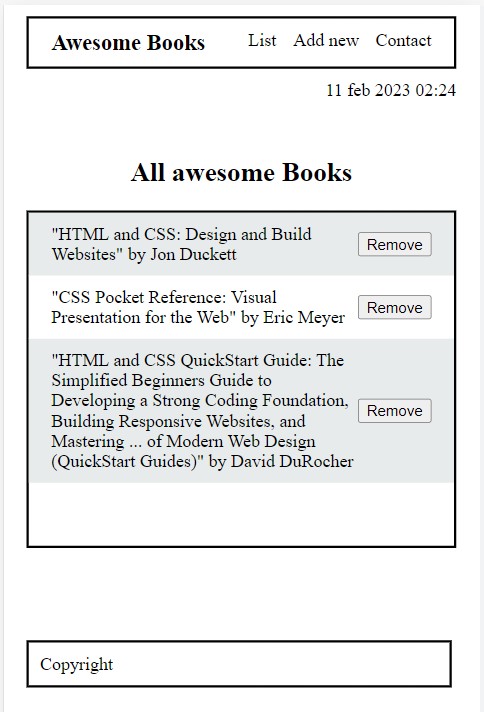 Awesome Books List Add new Contact
11 feb 2023 02:24
All awesome Books
"HTML and CSS: Design and Build
Websites" by Jon Duckett
Remove
"CSS Pocket Reference: Visual
Presentation for the Web" by Eric Meyer
Remove
"HTML and CSS QuickStart Guide: The
Simplified Beginners Guide to
Developing a Strong Coding Foundation,
Building Responsive Websites, and
Mastering ... of Modern Web Design
(QuickStart Guides)" by David DuRocher
Remove
Copyright